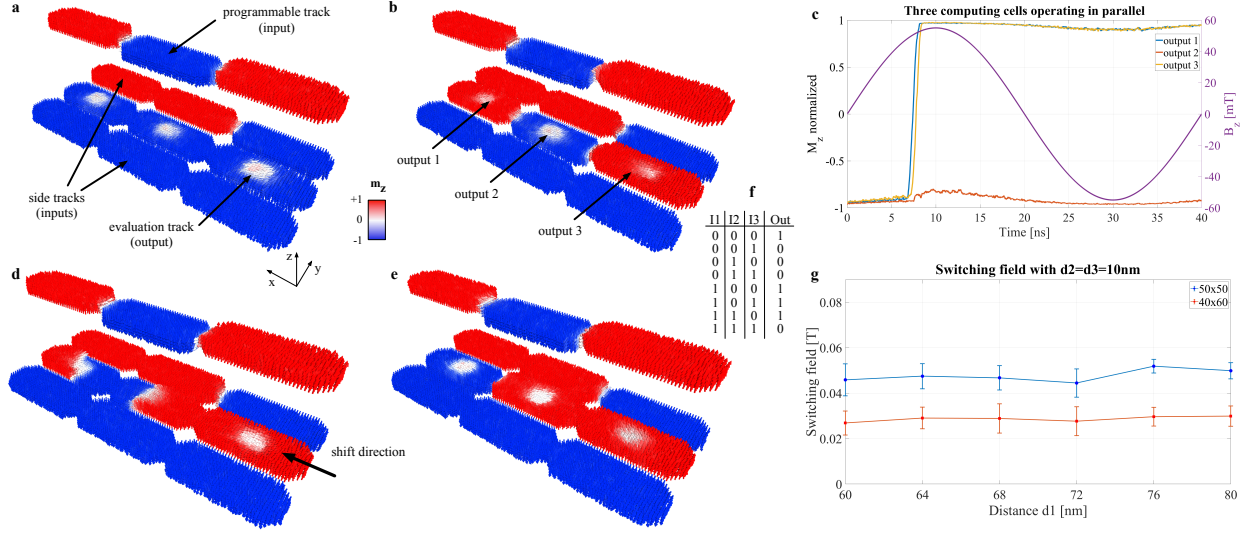 a
programmable track
(input)
side tracks
(inputs)
evaluation track
(output)
m_z
+1
-1
z
y
x
b
output 1
output 2
output 3
c
Three computing cells operating in parallel
M_z normalized
1
0.5
0
-0.5
-1
0 10 20 30 40
Time [ns]
60
40
20
0
-20
-40
-60
B_z [mT]
output 1
output 2
output 3
f
I1 I2 I3 Out
0 0 0 1
0 0 1 0
0 1 0 0
0 1 1 0
1 0 0 1
1 0 1 1
1 1 0 1
1 1 1 0
d
shift direction
e
g
Switching field with d2=d3=10nm
Switching field [T]
0.08
0.06
0.04
0.02
0
60 64 68 72 76 80
Distance d1 [nm]
50x50
40x60